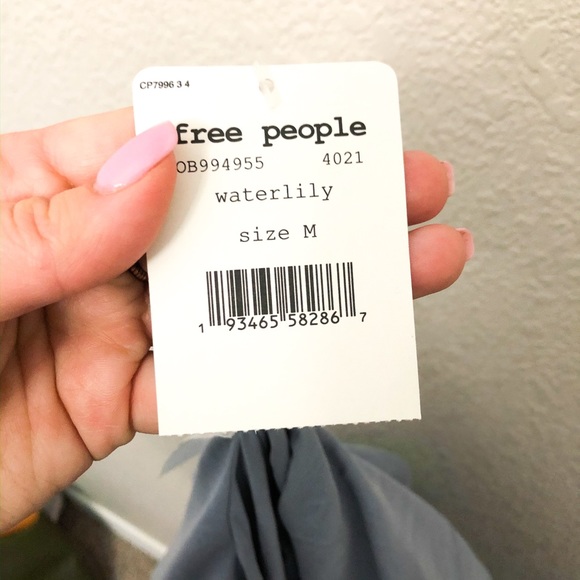 CP7996 3 4
free people
OB994955 4021
waterlily
size M
1 93465 58286 7